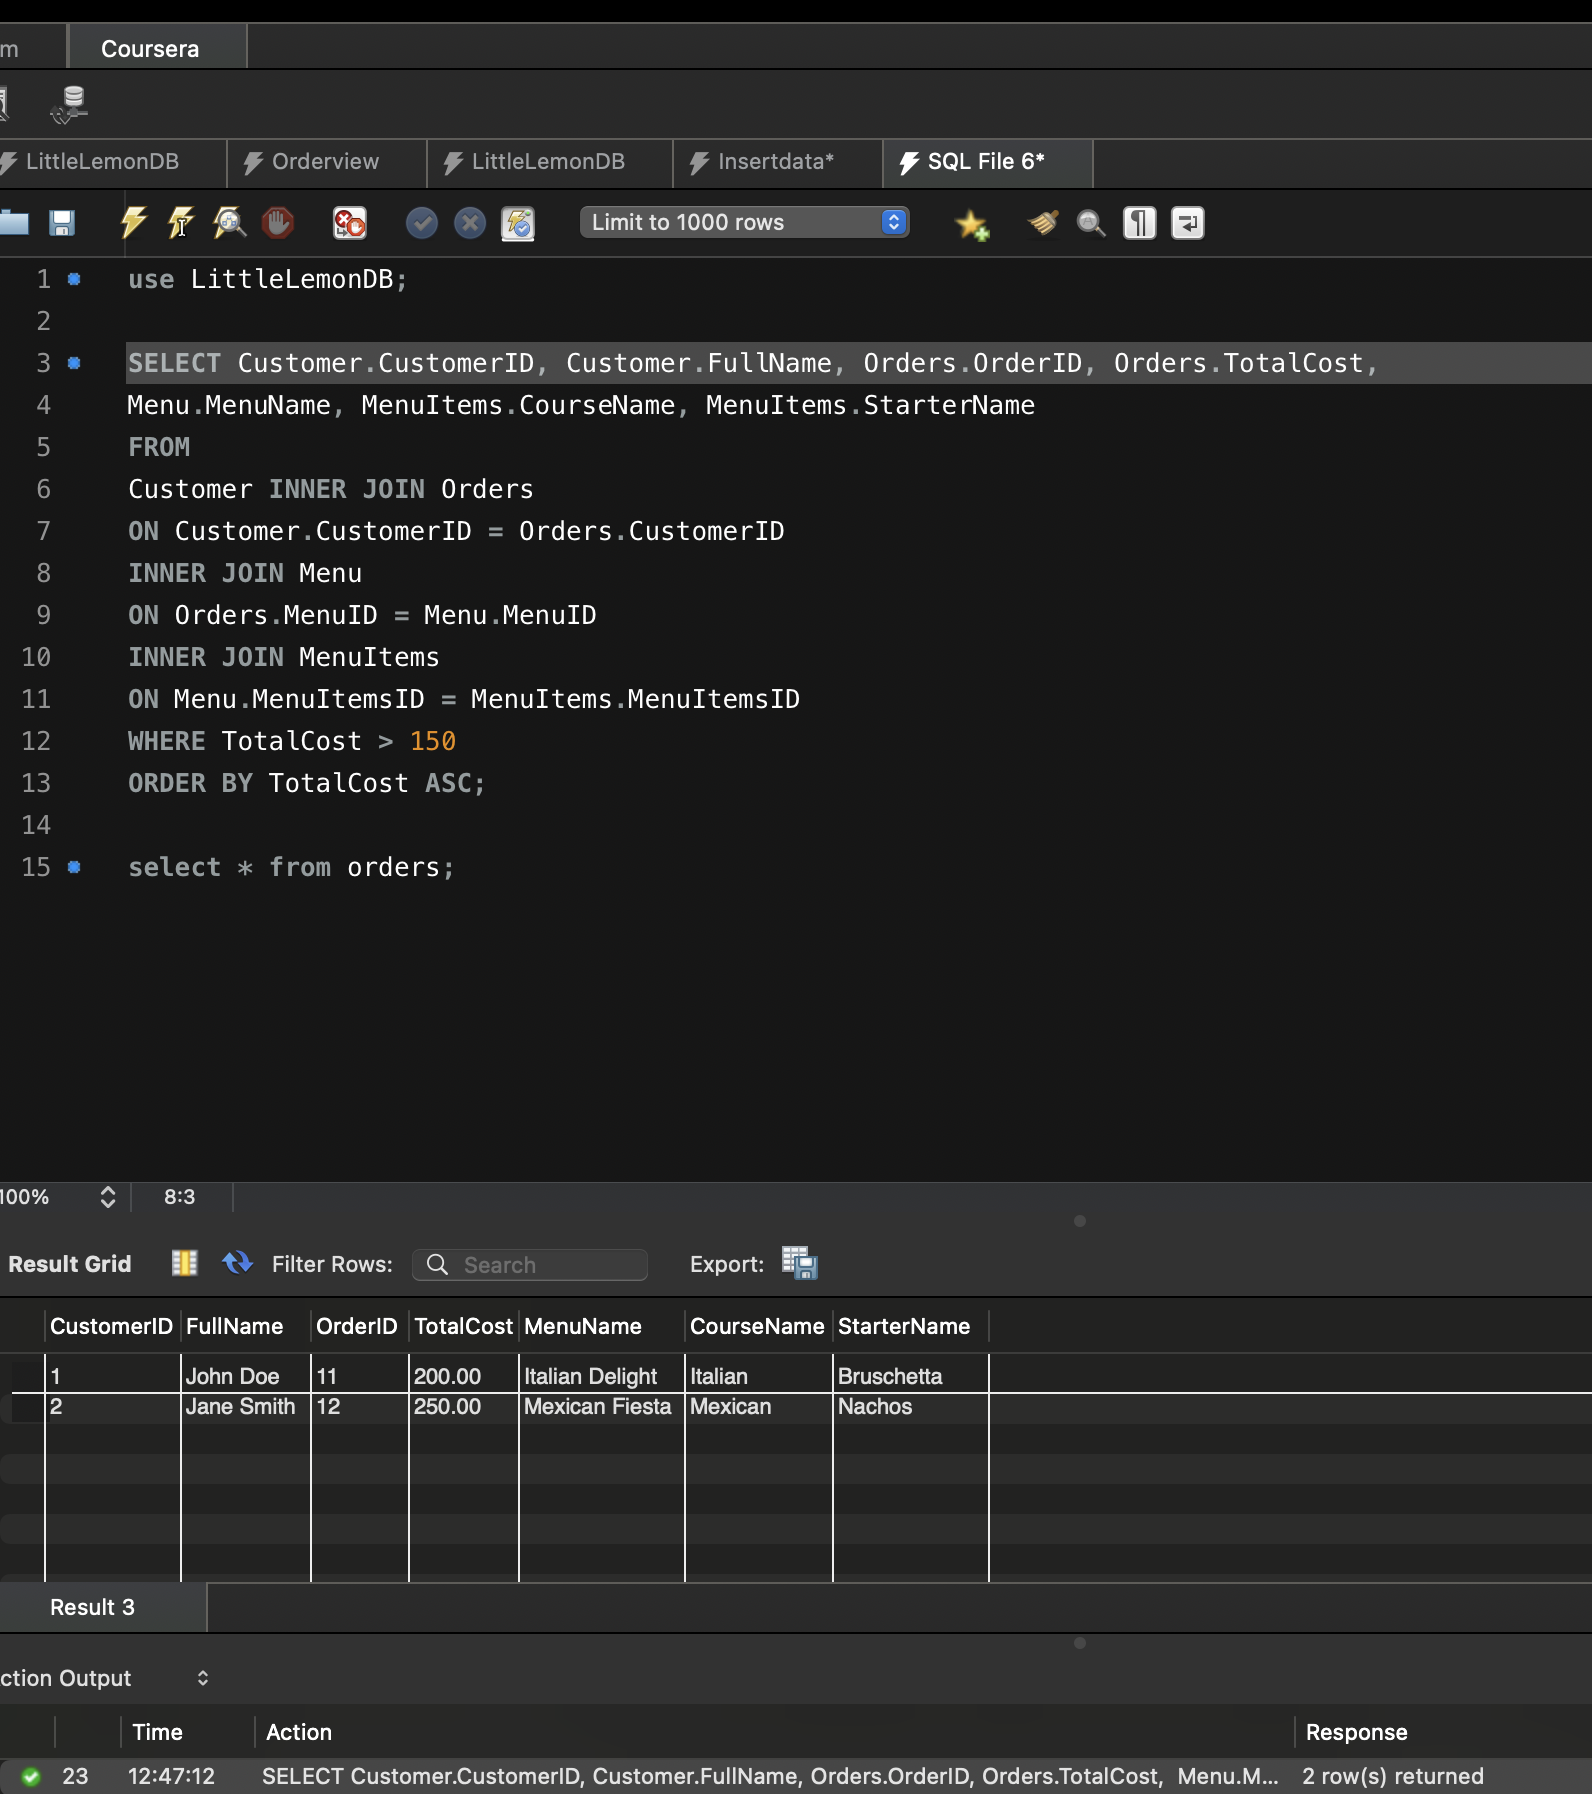 m Coursera
LittleLemonDB Orderview LittleLemonDB Insertdata* SQL File 6*
Limit to 1000 rows
1 use LittleLemonDB;
2
3 SELECT Customer.CustomerID, Customer.FullName, Orders.OrderID, Orders.TotalCost,
4 Menu.MenuName, MenuItems.CourseName, MenuItems.StarterName
5 FROM
6 Customer INNER JOIN Orders
7 ON Customer.CustomerID = Orders.CustomerID
8 INNER JOIN Menu
9 ON Orders.MenuID = Menu.MenuID
10 INNER JOIN MenuItems
11 ON Menu.MenuItemsID = MenuItems.MenuItemsID
12 WHERE TotalCost > 150
13 ORDER BY TotalCost ASC;
14
15 select * from orders;
100% 8:3
Result Grid Filter Rows: Search Export:
CustomerID FullName OrderID TotalCost MenuName CourseName StarterName
1 John Doe 11 200.00 Italian Delight Italian Bruschetta
2 Jane Smith 12 250.00 Mexican Fiesta Mexican Nachos
Result 3
ction Output
Time Action Response
23 12:47:12 SELECT Customer.CustomerID, Customer.FullName, Orders.OrderID, Orders.TotalCost, Menu.M... 2 row(s) returned